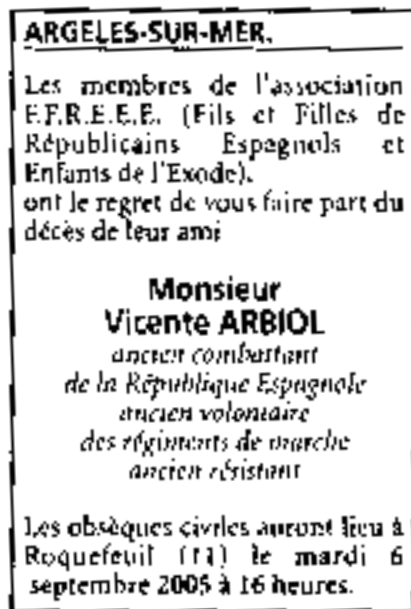 ARGELES-SUR-MER.
Les membres de l'association
F.F.R.E.E.E. (Fils et Filles de
Républicains Espagnols et
Enfants de l'Exode).
ont le regret de vous faire part du
décès de leur ami
Monsieur
Vicente ARBIOL
ancien combattant
de la République Espagnole
ancien volontaire
des régiments de marche
ancien résistant
Les obsèques civiles auront lieu à
Roquefeuil (11) le mardi 6
septembre 2005 à 16 heures.